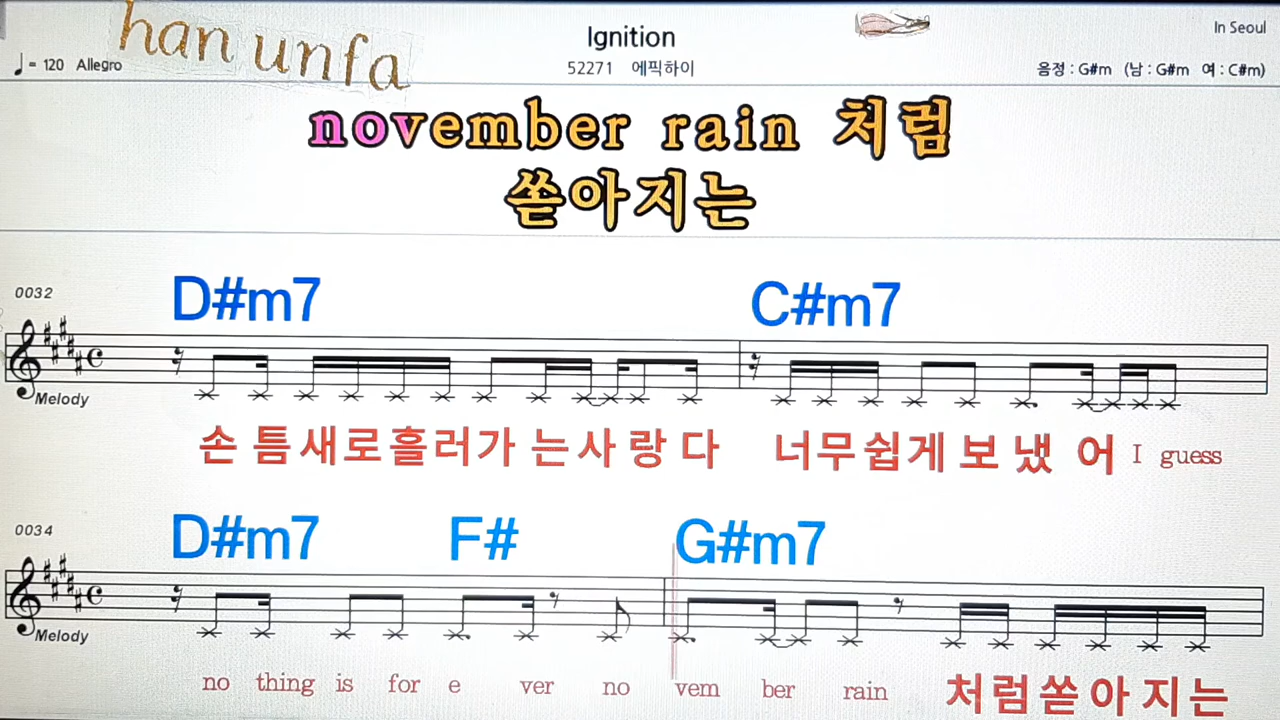 han unfa
Ignition
In Seoul
♩ = 120 Allegro
52271 에픽하이
음정 : G#m (남 : G#m 여 : C#m)
november rain 처럼
쏟아지는
0032
D#m7 C#m7
Melody
손 틈새로흘러가 는사 랑 다 너무쉽게 보 냈 어 I guess
0034
D#m7 F# G#m7
Melody
no thing is for e ver no vem ber rain 처럼쏟 아 지 는